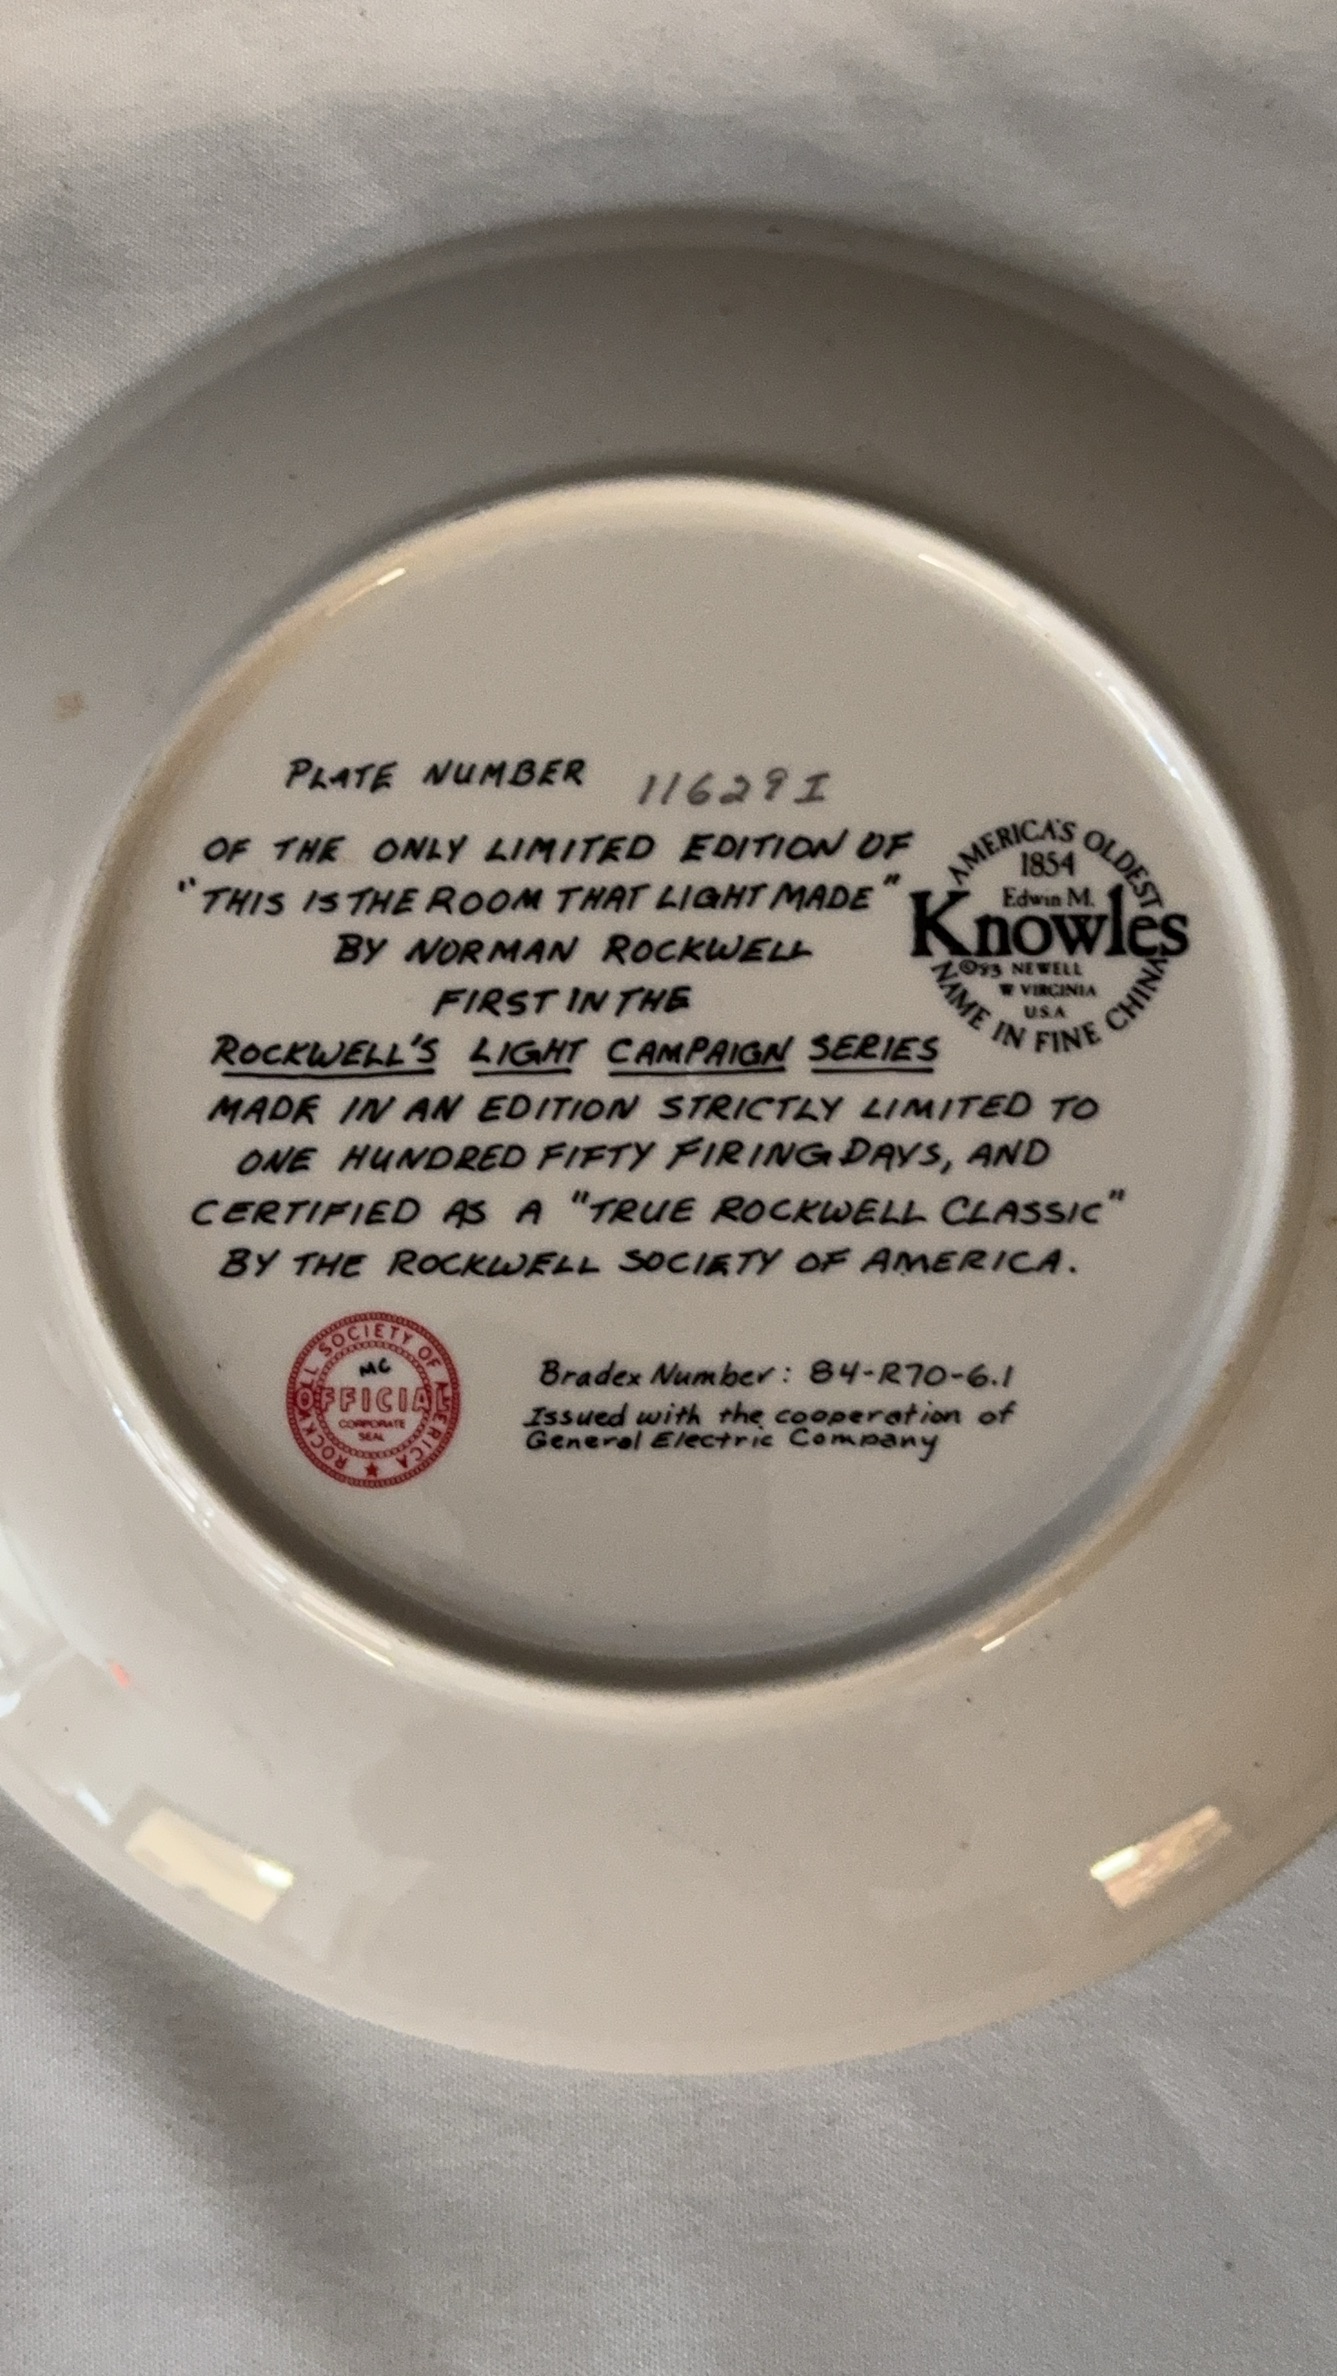 PLATE NUMBER 11629I
OF THE ONLY LIMITED EDITION OF
"THIS IS THE ROOM THAT LIGHT MADE"
BY NORMAN ROCKWELL
FIRST IN THE
ROCKWELL'S LIGHT CAMPAIGN SERIES
MADE IN AN EDITION STRICTLY LIMITED TO
ONE HUNDRED FIFTY FIRING DAYS, AND
CERTIFIED AS A "TRUE ROCKWELL CLASSIC"
BY THE ROCKWELL SOCIETY OF AMERICA.
AMERICA'S OLDEST
1854
Edwin M.
Knowles
©83 NEWELL
W VIRGINIA
U.S.A
NAME IN FINE CHINA
ROCKWELL SOCIETY OF AMERICA
MC
OFFICIAL
CORPORATE
SEAL
Bradex Number: 84-R70-6.1
Issued with the cooperation of
General Electric Company